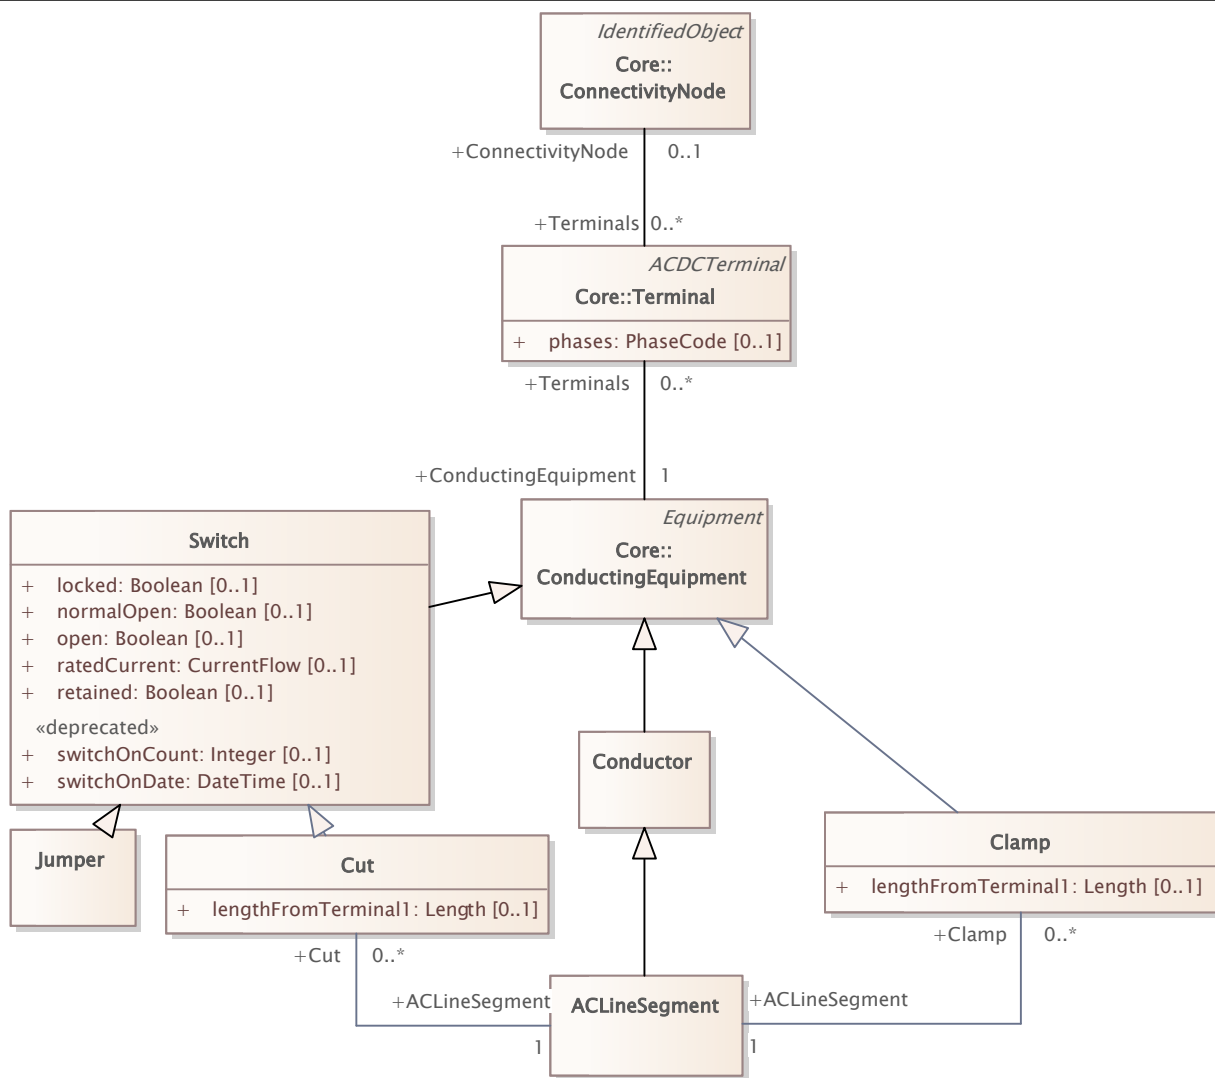 IdentifiedObject
Core::
ConnectivityNode
+ConnectivityNode 0..1
+Terminals 0..*
ACDCTerminal
Core::Terminal
+ phases: PhaseCode [0..1]
+Terminals 0..*
+ConductingEquipment 1
Equipment
Core::
ConductingEquipment
Switch
+ locked: Boolean [0..1]
+ normalOpen: Boolean [0..1]
+ open: Boolean [0..1]
+ ratedCurrent: CurrentFlow [0..1]
+ retained: Boolean [0..1]
«deprecated»
+ switchOnCount: Integer [0..1]
+ switchOnDate: DateTime [0..1]
Conductor
Jumper
Cut
+ lengthFromTerminal1: Length [0..1]
Clamp
+ lengthFromTerminal1: Length [0..1]
+Cut 0..*
+Clamp 0..*
+ACLineSegment
1
ACLineSegment
+ACLineSegment
1